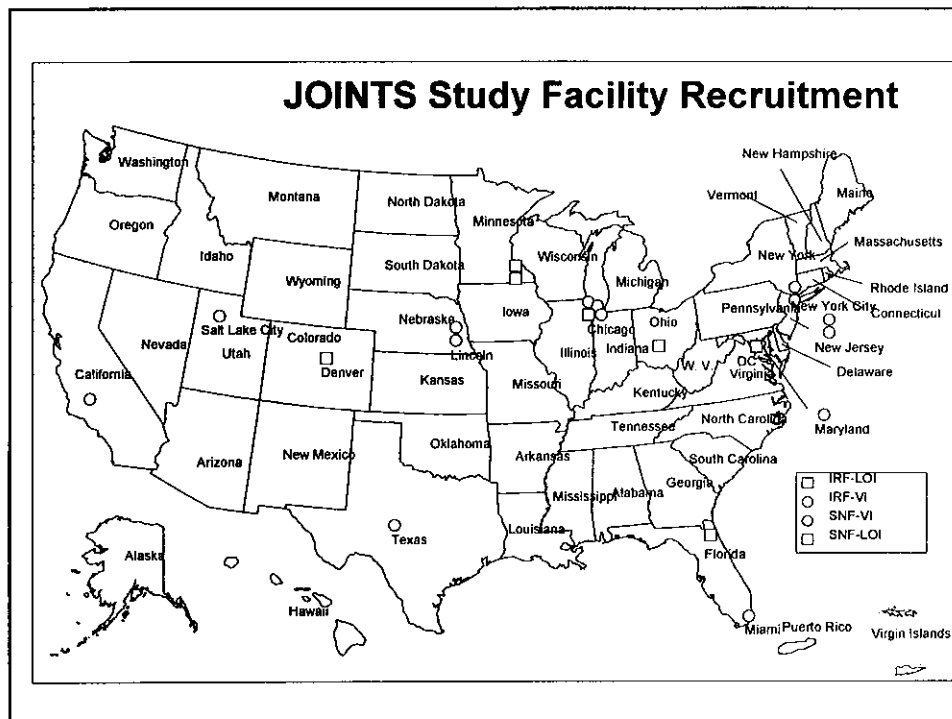 JOINTS Study Facility Recruitment
New Hampshire
Washington
Vermont
Maine
Montana
North Dakota
Minnesota
Oregon
Massachusetts
Idaho
Wisconsin
New York
South Dakota
Michigan
Wyoming
Rhode Island
Pennsylvania
New York City
Connecticut
Iowa
Nebraska
Ohio
Chicago
Salt Lake City
Nevada
Colorado
Lincoln
Illinois
Indiana
New Jersey
Utah
Denver
DC
Delaware
W. V.
Virginia
California
Kansas
Missouri
Kentucky
North Carolina
Maryland
Tennessee
Oklahoma
Arkansas
South Carolina
Arizona
New Mexico
Georgia
Mississippi
Alabama
IRF-LOI
IRF-VI
SNF-VI
SNF-LOI
Louisiana
Texas
Florida
Alaska
Hawaii
Miami
Puerto Rico
Virgin Islands